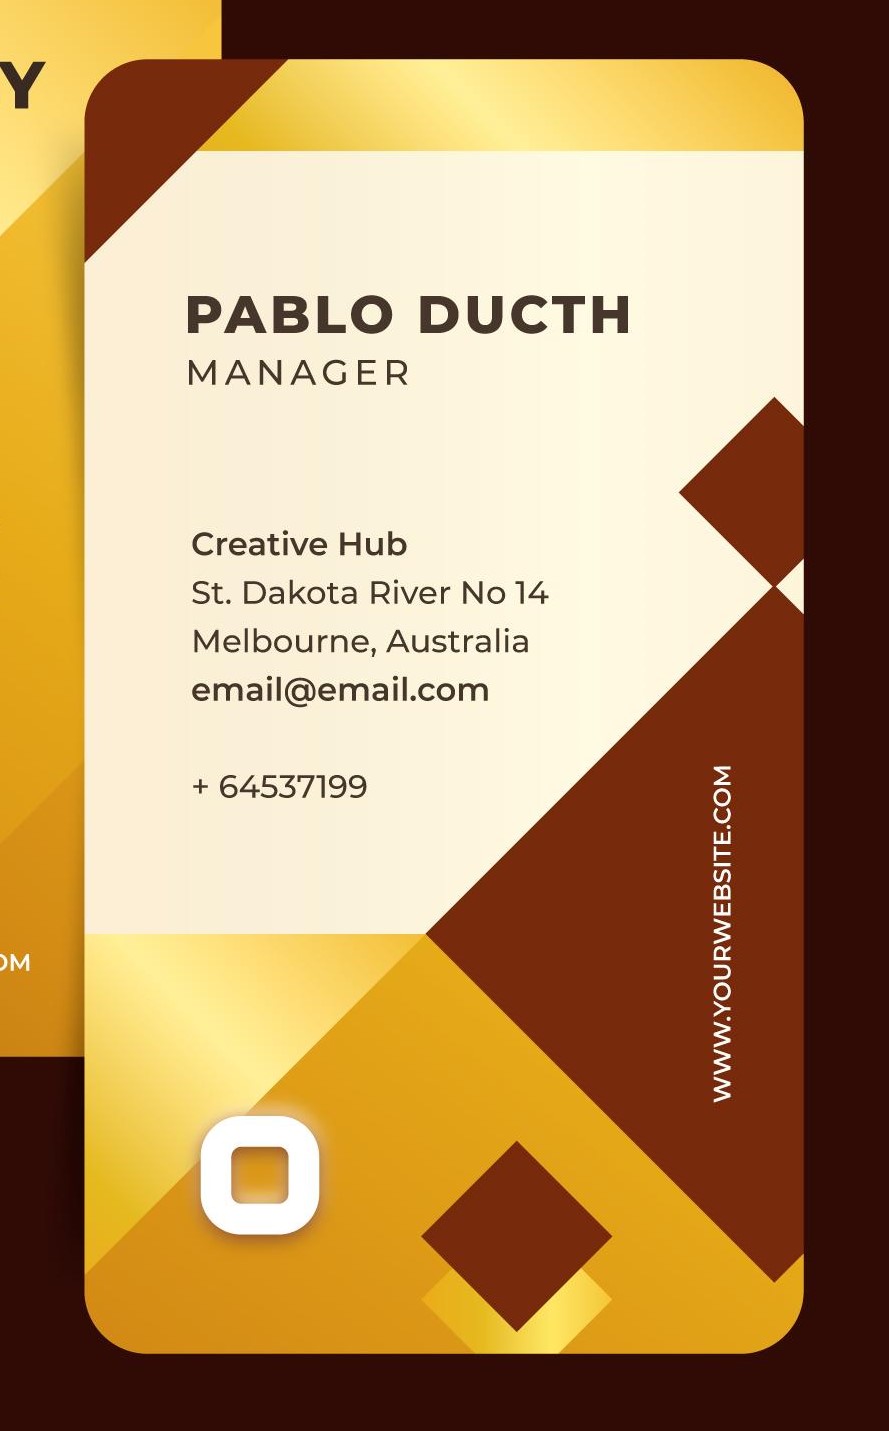 Y
PABLO DUCTH
MANAGER
Creative Hub
St. Dakota River No 14
Melbourne, Australia
email@email.com
+ 64537199
WWW.YOURWEBSITE.COM
OM